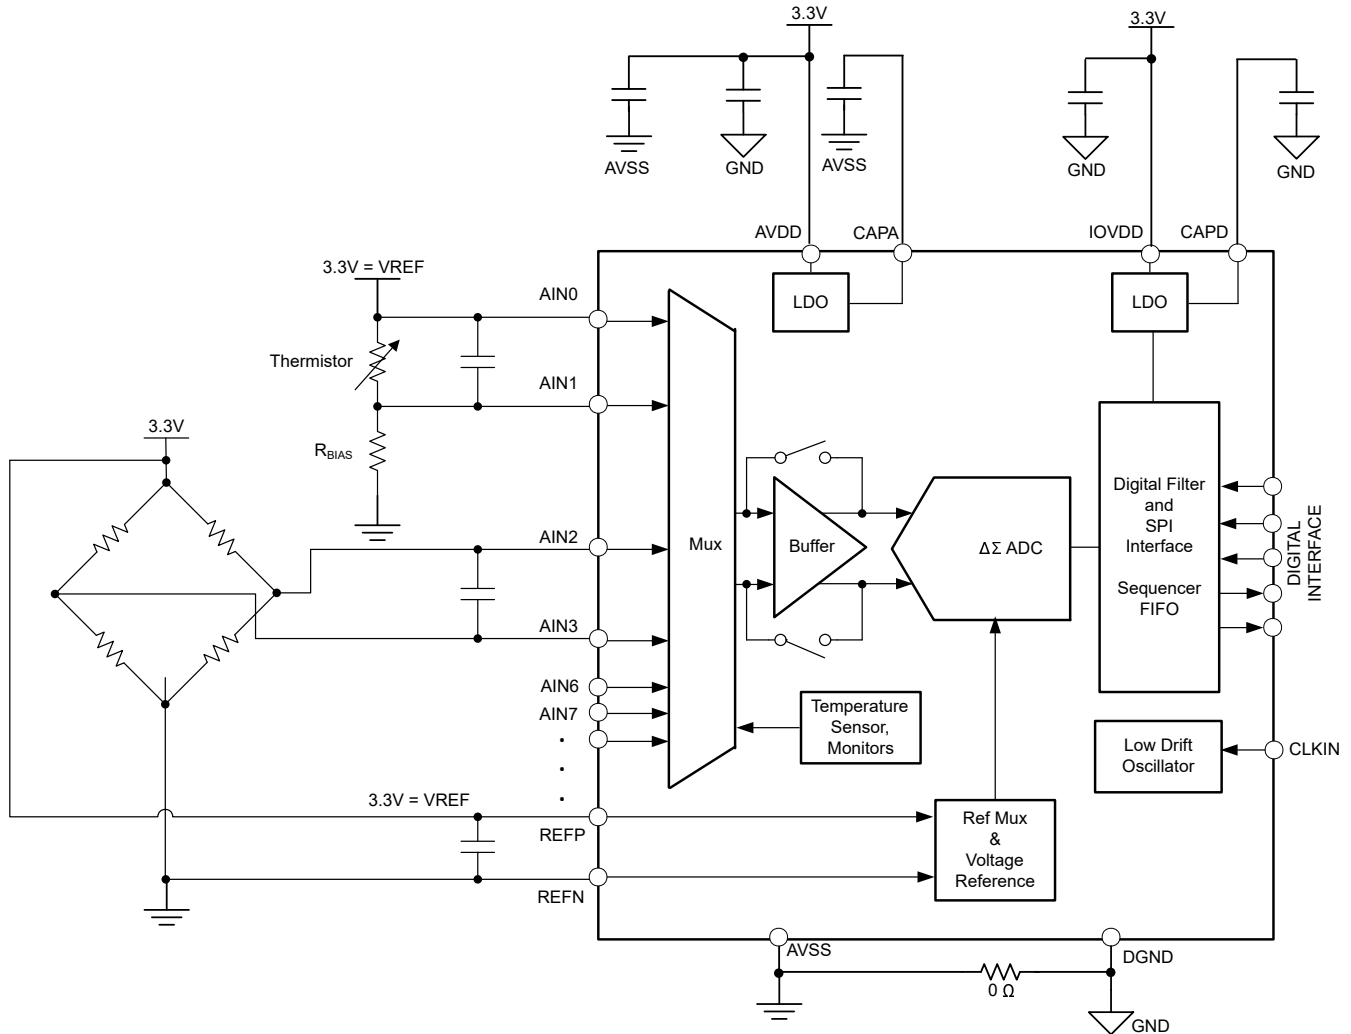 3.3V
3.3V
AVSS
GND
AVSS
GND
GND
AVDD
CAPA
IOVDD
CAPD
3.3V = VREF
AIN0
LDO
LDO
Thermistor
AIN1
3.3V
RBIAS
Digital Filter
and
SPI
Interface
Sequencer
FIFO
DIGITAL
INTERFACE
AIN2
Mux
Buffer
ΔΣ ADC
AIN3
AIN6
AIN7
.
.
.
Temperature
Sensor,
Monitors
Low Drift
Oscillator
CLKIN
3.3V = VREF
REFP
Ref Mux
&
Voltage
Reference
REFN
AVSS
DGND
0 Ω
GND